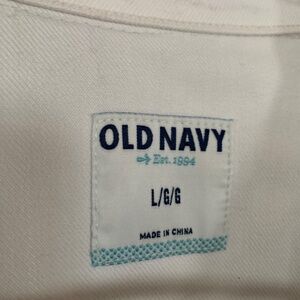 OLD NAVY
Est. 1994
L/G/G
MADE IN CHINA